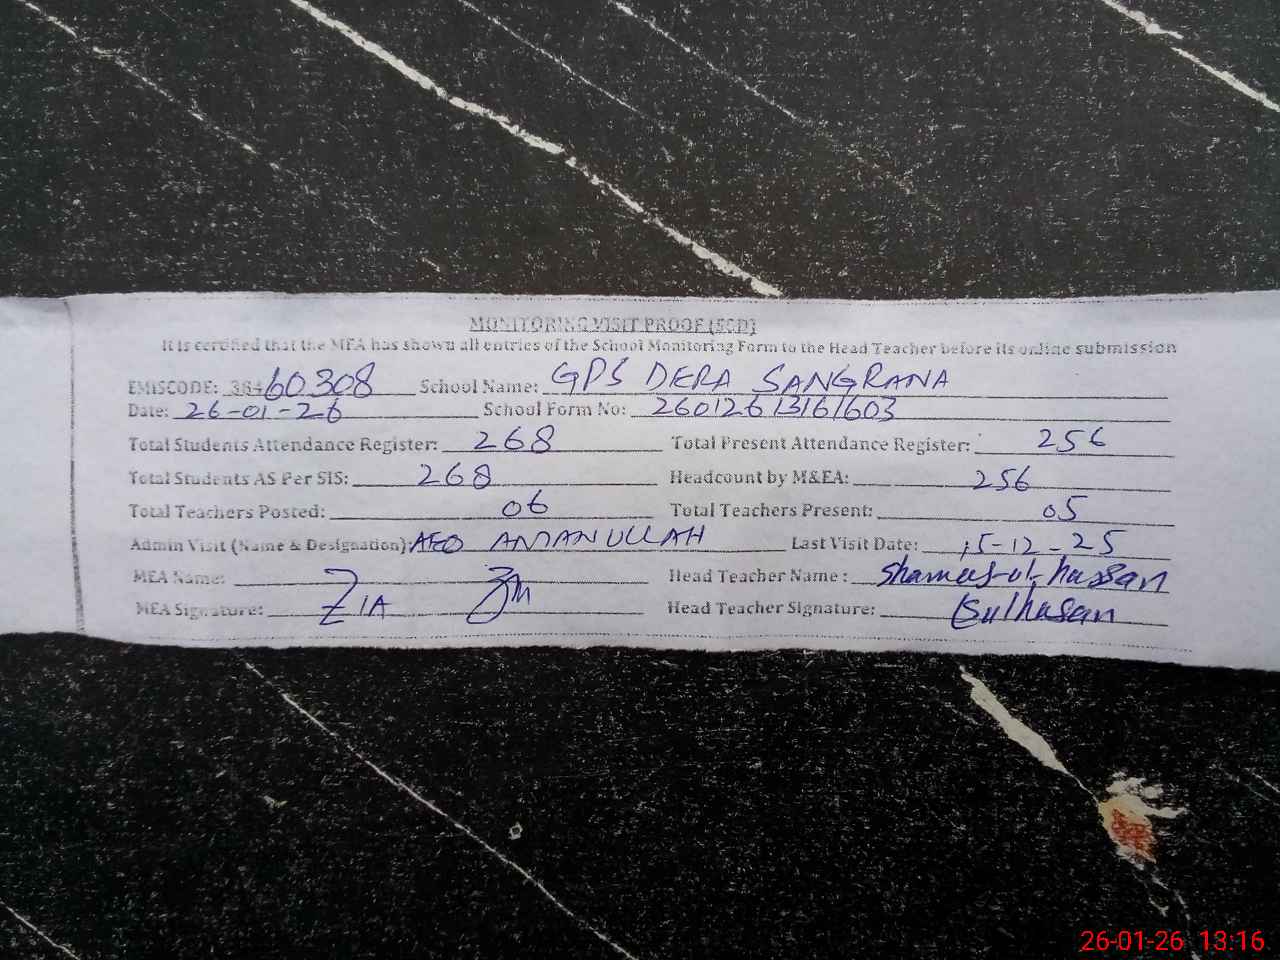 MONITORING VISIT PROOF (SCD)
It is certified that the MEA has shown all entries of the School Monitoring Form to the Head Teacher before its online submission
EMISCODE: 38460308 School Name: GPS DERA SANGRANA
Date: 26-01-26 School Form No: 26012613161603
Total Students Attendance Register: 268 Total Present Attendance Register: 256
Total Students AS Per SIS: 268 Headcount by M&EA: 256
Total Teachers Posted: 06 Total Teachers Present: 05
Admin Visit (Name & Designation): AEO AMANULLAH Last Visit Date: 15-12-25
MEA Name: Head Teacher Name: Shamas-ul-hassan
MEA Signature: ZIA Head Teacher Signature:
26-01-26 13:16